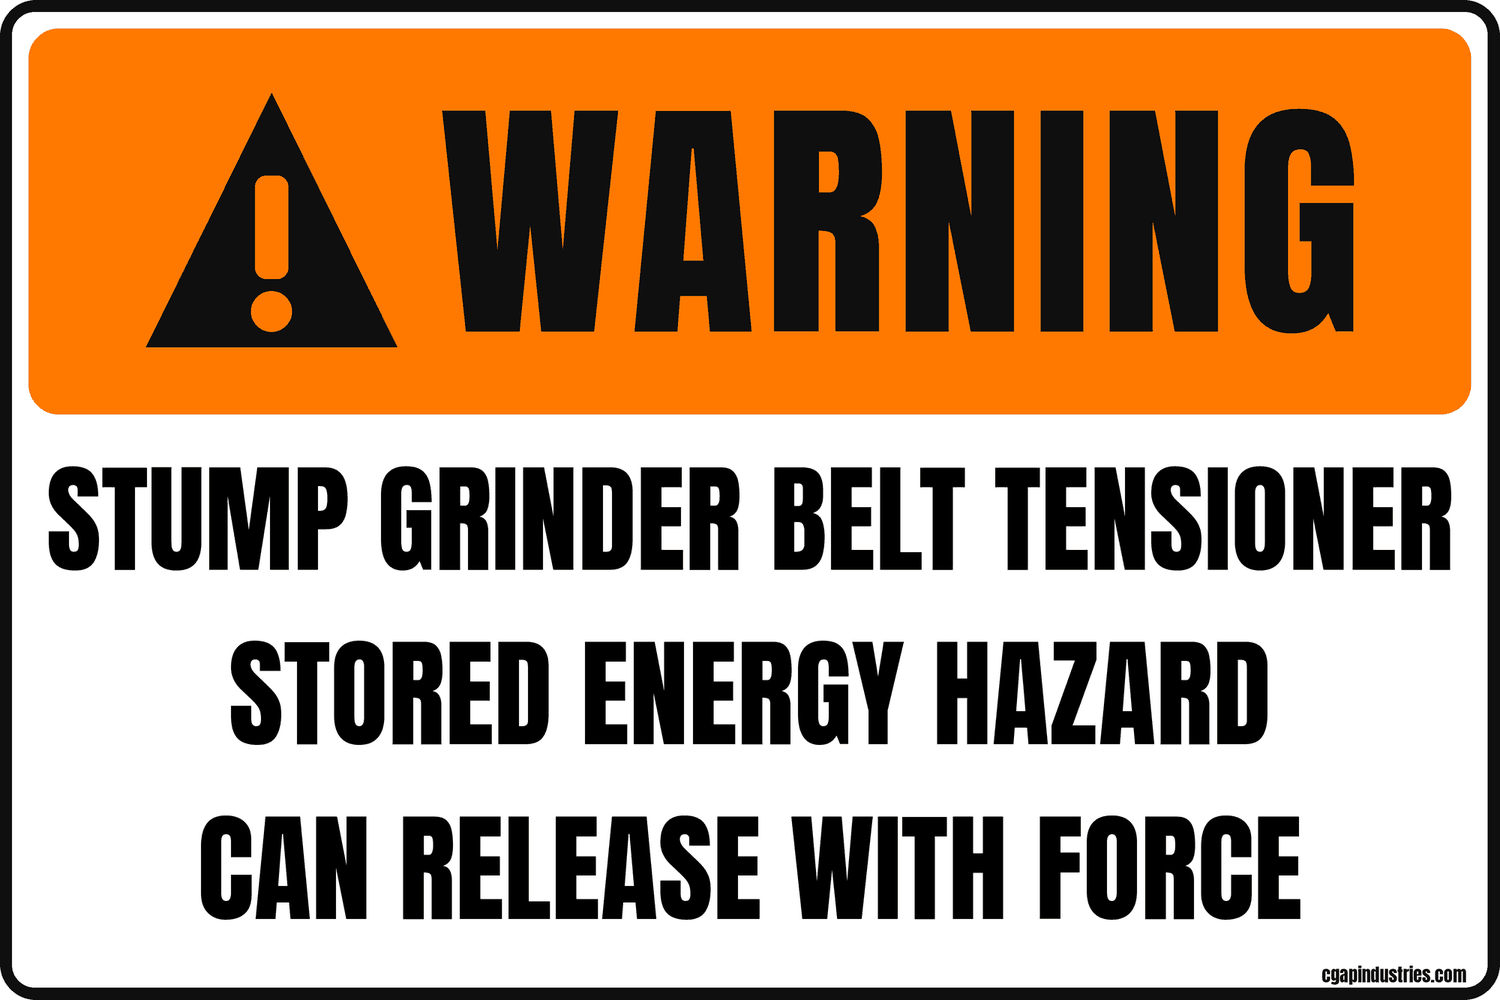 WARNING
STUMP GRINDER BELT TENSIONER
STORED ENERGY HAZARD
CAN RELEASE WITH FORCE
cgapindustries.com